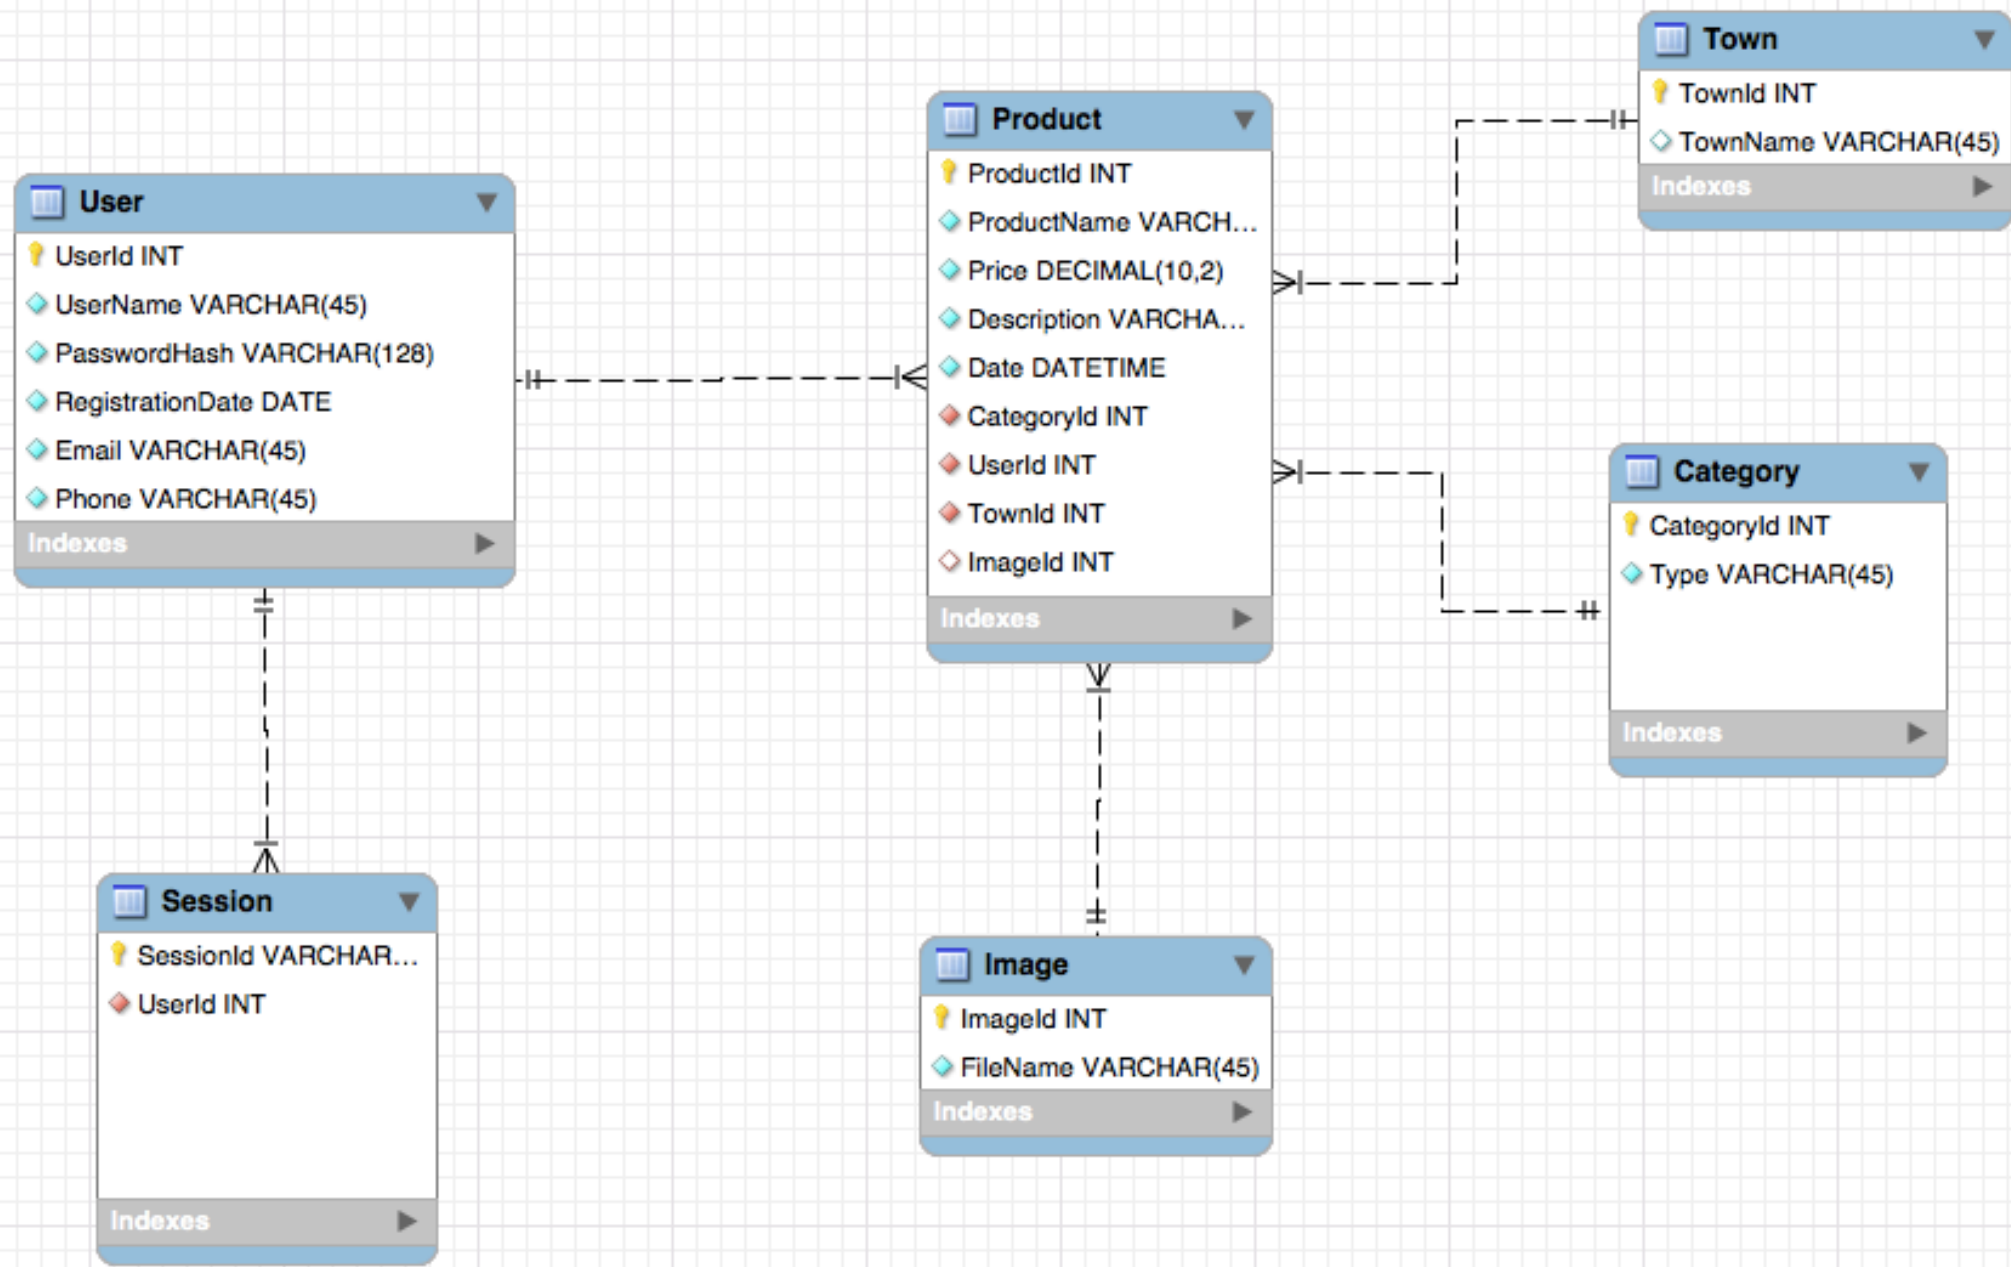 User
UserId INT
UserName VARCHAR(45)
PasswordHash VARCHAR(128)
RegistrationDate DATE
Email VARCHAR(45)
Phone VARCHAR(45)
Indexes
Product
ProductId INT
ProductName VARCH...
Price DECIMAL(10,2)
Description VARCHA...
Date DATETIME
CategoryId INT
UserId INT
TownId INT
ImageId INT
Indexes
Town
TownId INT
TownName VARCHAR(45)
Indexes
Category
CategoryId INT
Type VARCHAR(45)
Indexes
Session
SessionId VARCHAR...
UserId INT
Indexes
Image
ImageId INT
FileName VARCHAR(45)
Indexes